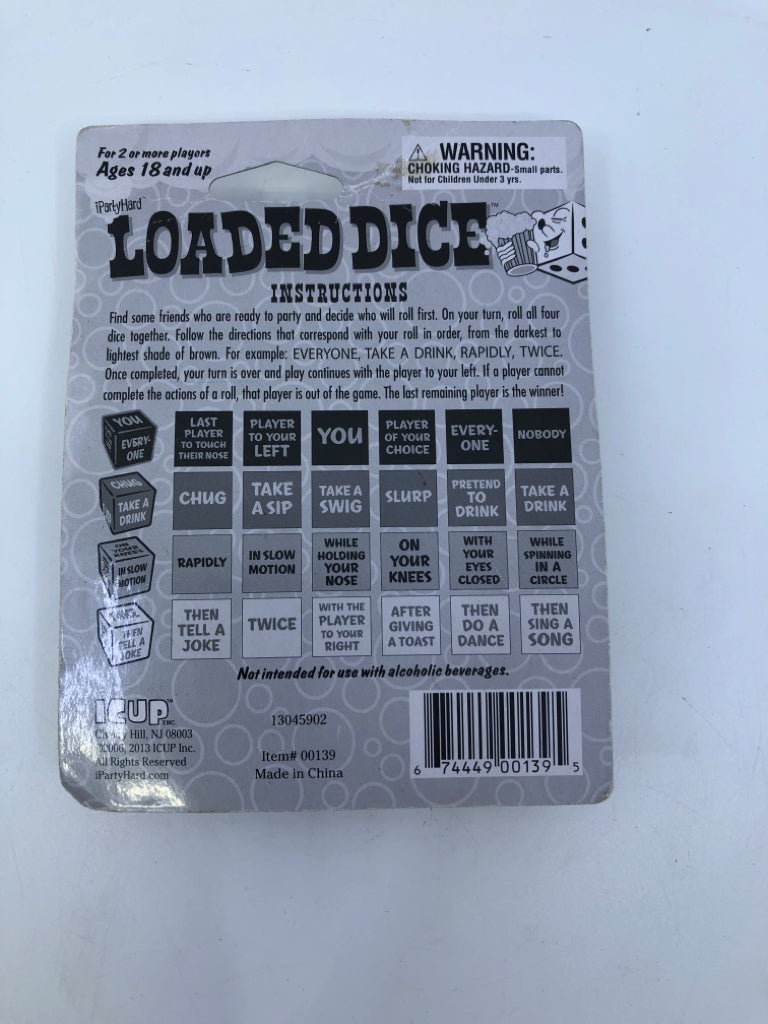 For 2 or more players
Ages 18 and up
WARNING:
CHOKING HAZARD-Small parts.
Not for Children Under 3 yrs.
iPartyHard™
LOADED DICE™
INSTRUCTIONS
Find some friends who are ready to party and decide who will roll first. On your turn, roll all four
dice together. Follow the directions that correspond with your roll in order, from the darkest to
lightest shade of brown. For example: EVERYONE, TAKE A DRINK, RAPIDLY, TWICE.
Once completed, your turn is over and play continues with the player to your left. If a player cannot
complete the actions of a roll, that player is out of the game. The last remaining player is the winner!
YOU
EVERY-
ONE
LAST
PLAYER
TO TOUCH
THEIR NOSE
PLAYER
TO YOUR
LEFT
YOU
PLAYER
OF YOUR
CHOICE
EVERY-
ONE
NOBODY
CHUG
TAKE A
DRINK
CHUG
TAKE
A SIP
TAKE A
SWIG
SLURP
PRETEND
TO
DRINK
TAKE A
DRINK
ON
YOUR
KNEES
IN SLOW
MOTION
RAPIDLY
IN SLOW
MOTION
WHILE
HOLDING
YOUR
NOSE
ON
YOUR
KNEES
WITH
YOUR
EYES
CLOSED
WHILE
SPINNING
IN A
CIRCLE
THEN
TELL A
JOKE
THEN
TELL A
JOKE
TWICE
WITH THE
PLAYER
TO YOUR
RIGHT
AFTER
GIVING
A TOAST
THEN
DO A
DANCE
THEN
SING A
SONG
Not intended for use with alcoholic beverages.
ICUP™ INC.
Cherry Hill, NJ 08003
©2006, 2013 ICUP Inc.
All Rights Reserved
iPartyHard.com
13045902
Item# 00139
Made in China
6 74449 00139 5